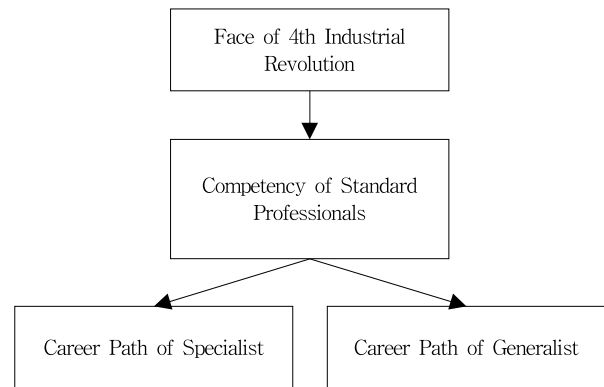 Face of 4th Industrial
Revolution
Competency of Standard
Professionals
Career Path of Specialist
Career Path of Generalist